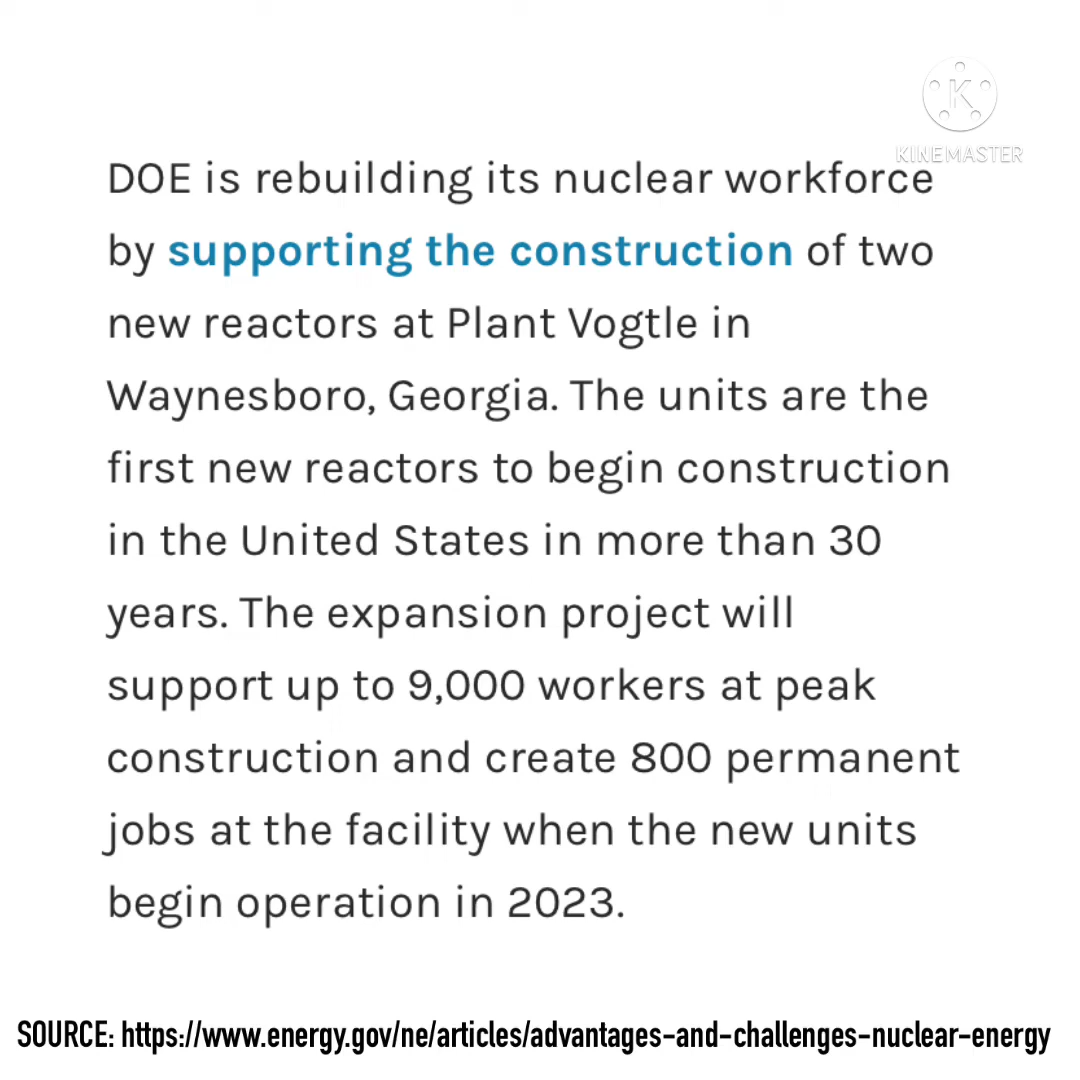 K
KINEMASTER
DOE is rebuilding its nuclear workforce
by supporting the construction of two
new reactors at Plant Vogtle in
Waynesboro, Georgia. The units are the
first new reactors to begin construction
in the United States in more than 30
years. The expansion project will
support up to 9,000 workers at peak
construction and create 800 permanent
jobs at the facility when the new units
begin operation in 2023.
SOURCE: https://www.energy.gov/ne/articles/advantages-and-challenges-nuclear-energy